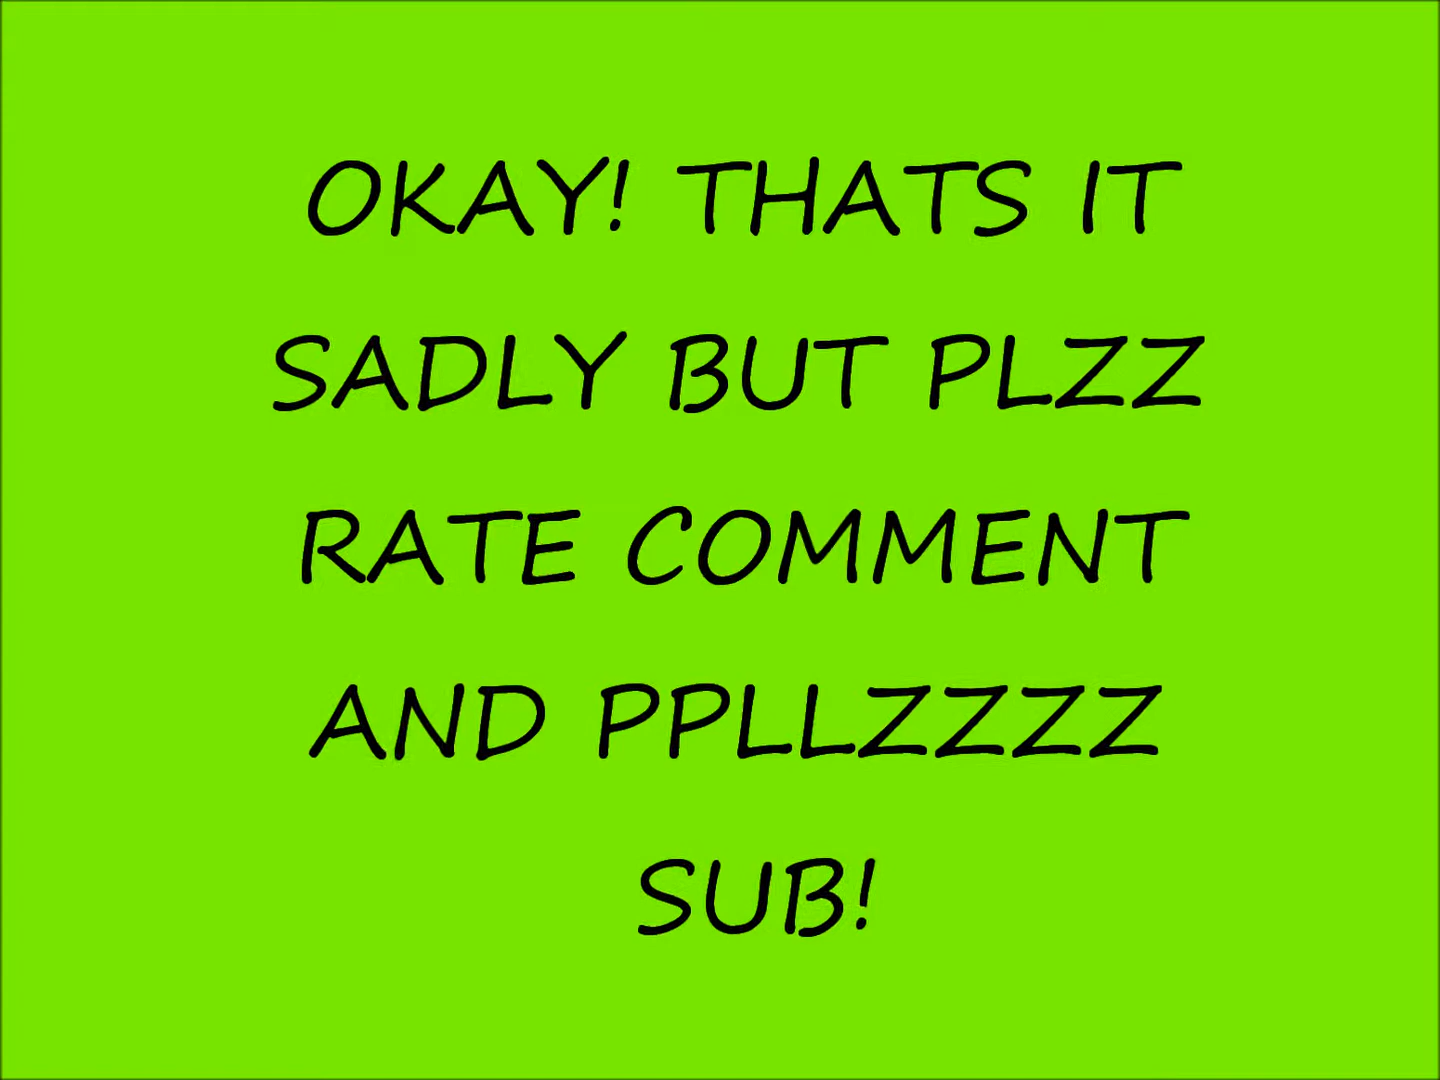 OKAY! THATS IT
SADLY BUT PLZZ
RATE COMMENT
AND PPLLZZZZ
SUB!